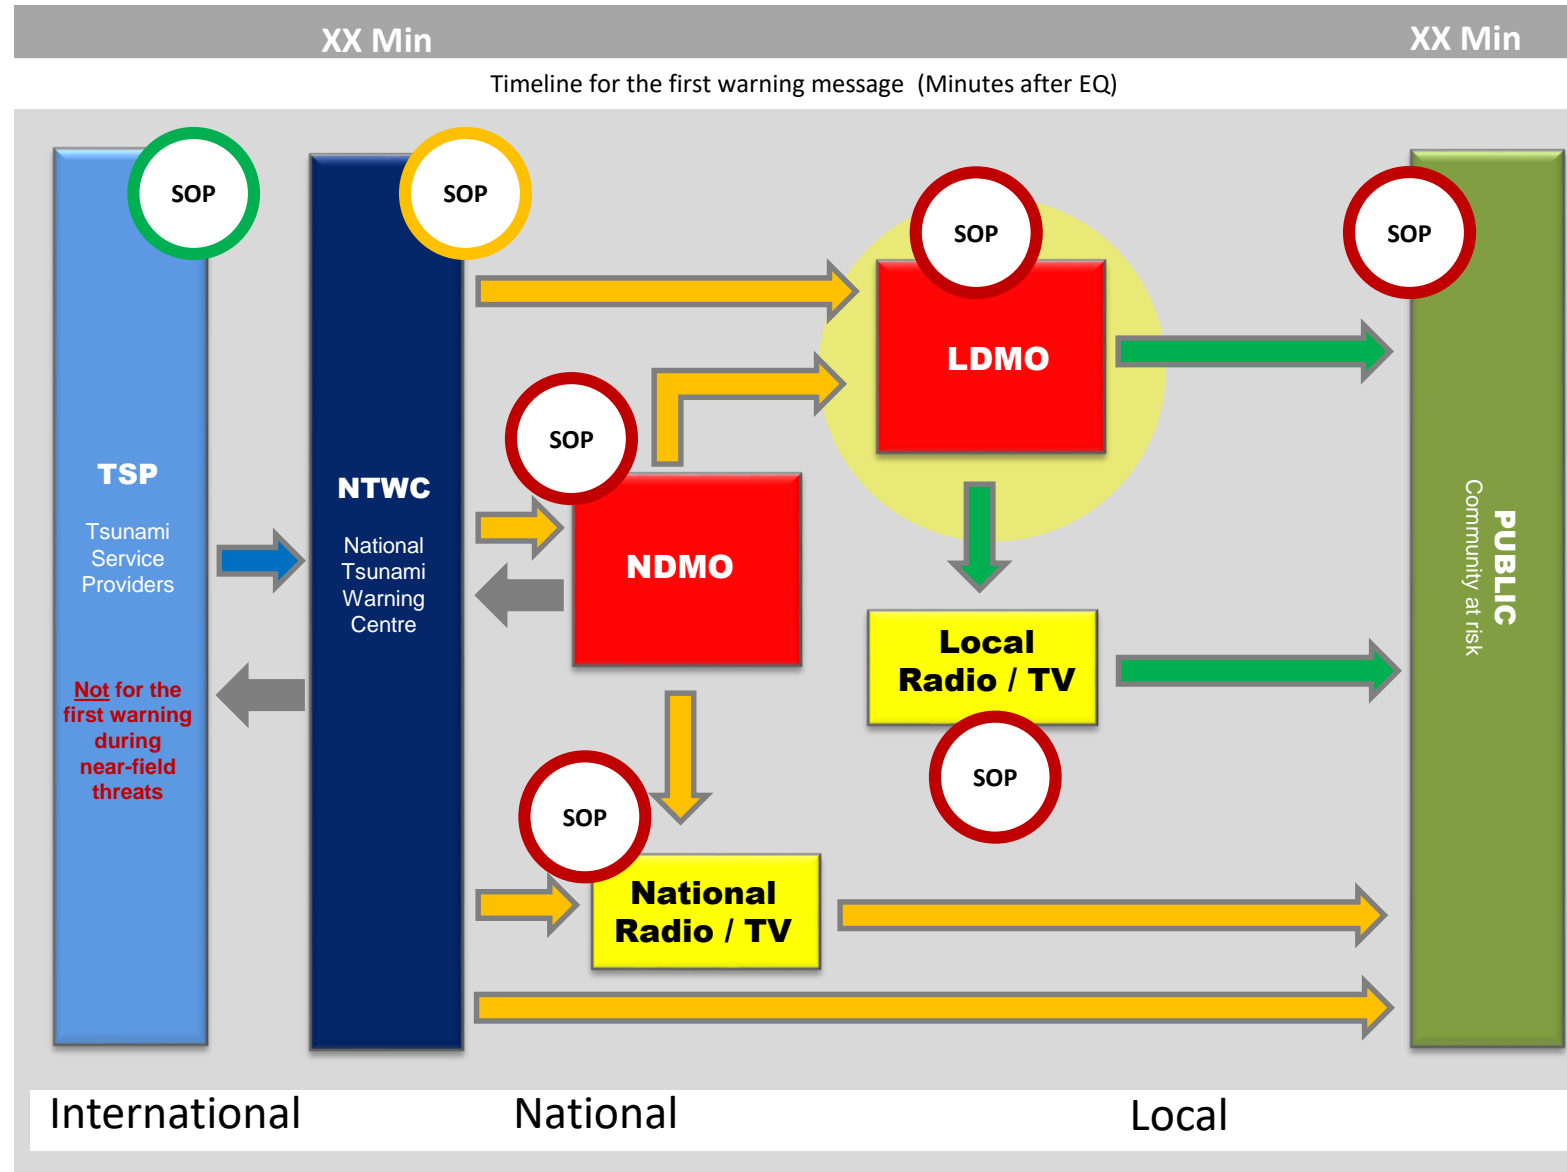 XX Min
XX Min
Timeline for the first warning message  (Minutes after EQ)
SOP
SOP
SOP
SOP
TSP
Tsunami
Service
Providers
Not for the
first warning
during
near-field
threats
NTWC
National
Tsunami
Warning
Centre
SOP
NDMO
LDMO
Local
Radio / TV
SOP
SOP
National
Radio / TV
PUBLIC
Community at risk
International
National
Local